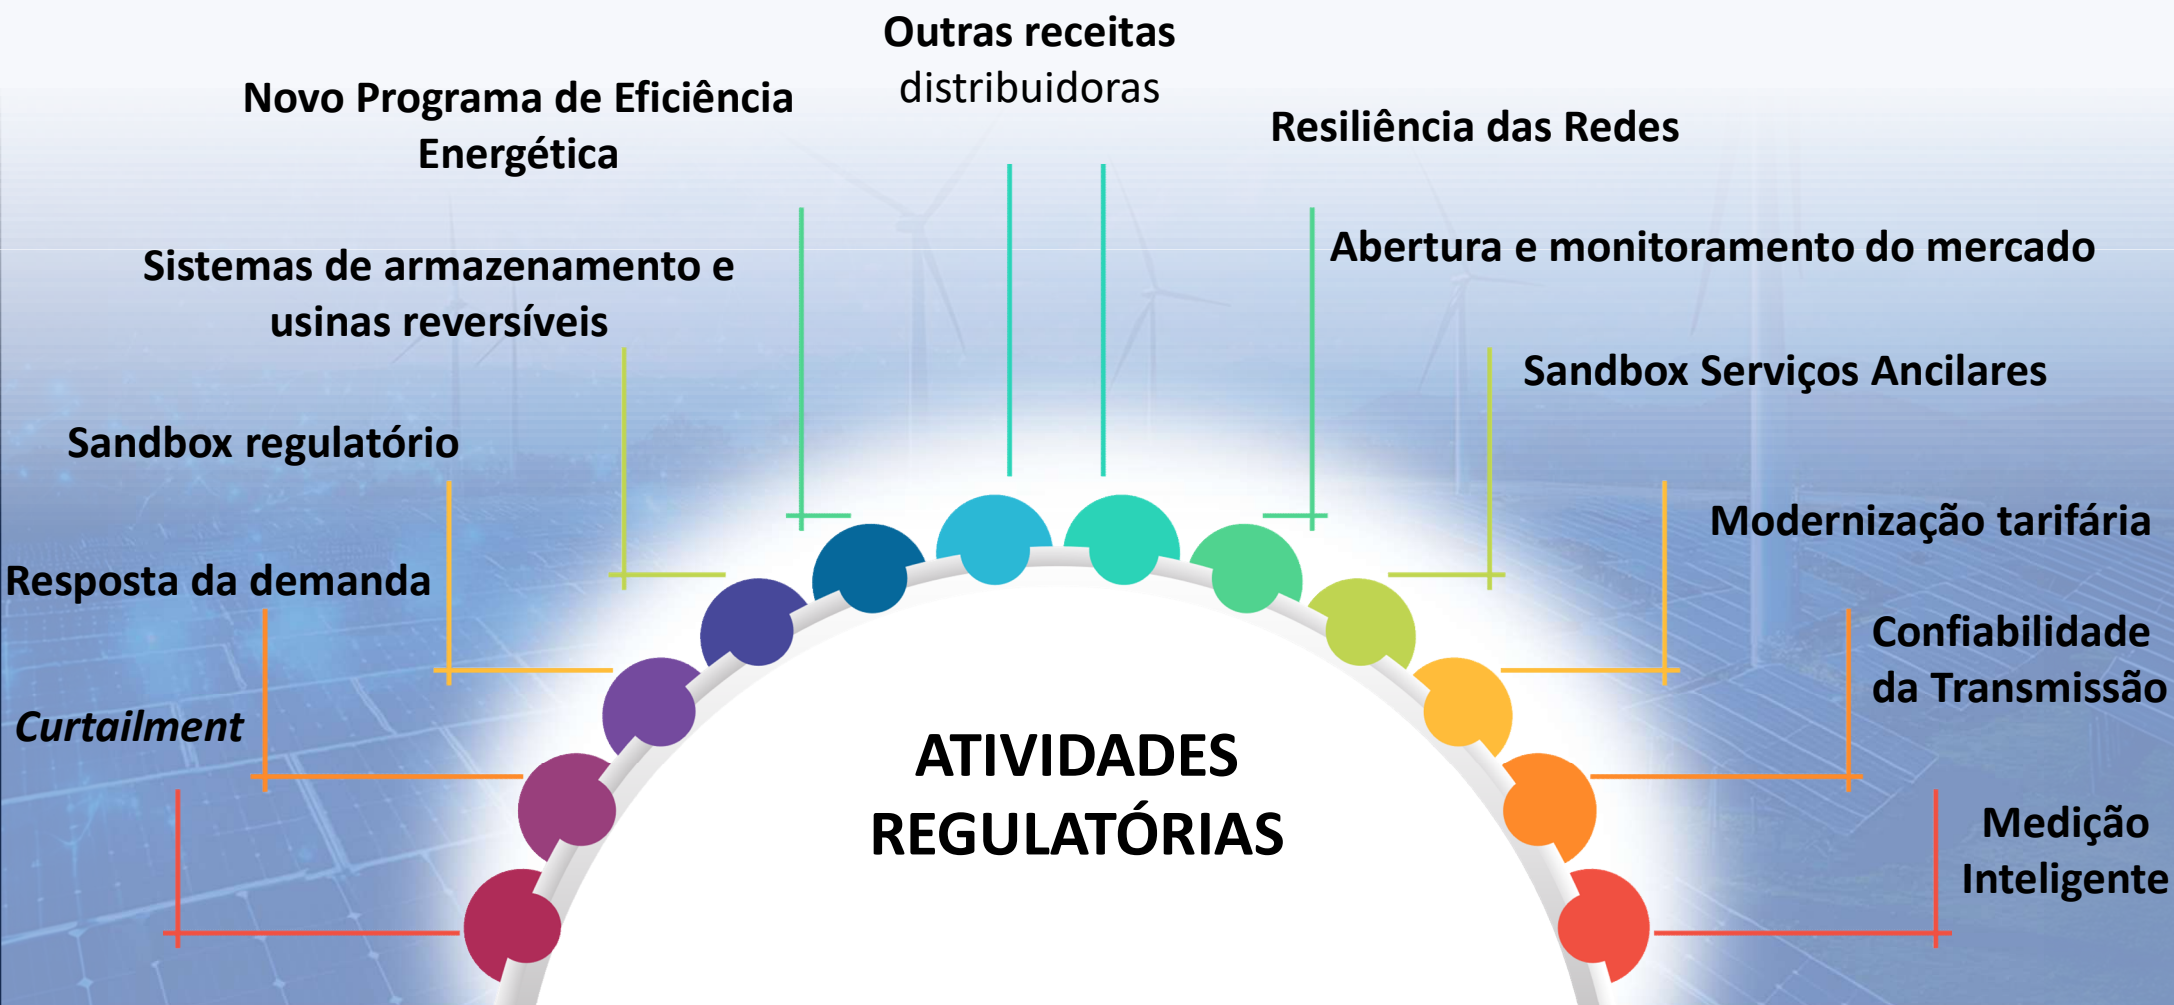 Outras receitas
distribuidoras
Novo Programa de Eficiência
Energética
Resiliência das Redes
Sistemas de armazenamento e
usinas reversíveis
Abertura e monitoramento do mercado
Sandbox Serviços Ancilares
Sandbox regulatório
Modernização tarifária
Resposta da demanda
Confiabilidade
da Transmissão
Curtailment
Medição
Inteligente
ATIVIDADES
REGULATÓRIAS